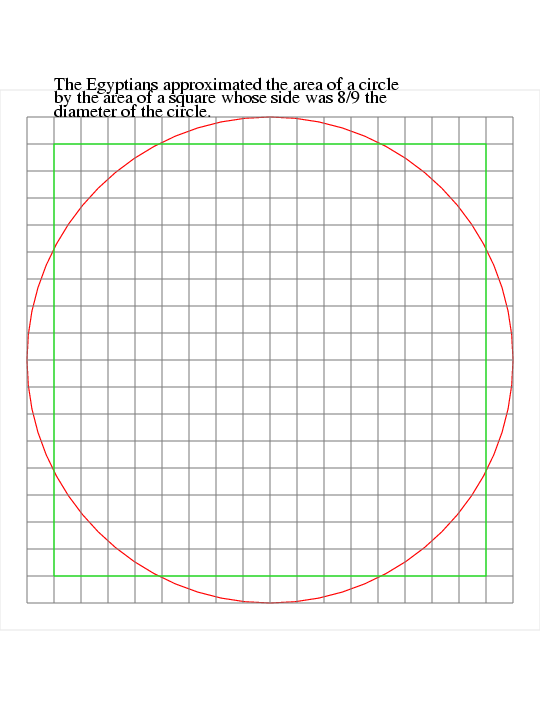 The Egyptians approximated the area of a circle
by the area of a square whose side was 8/9 the
diameter of the circle.